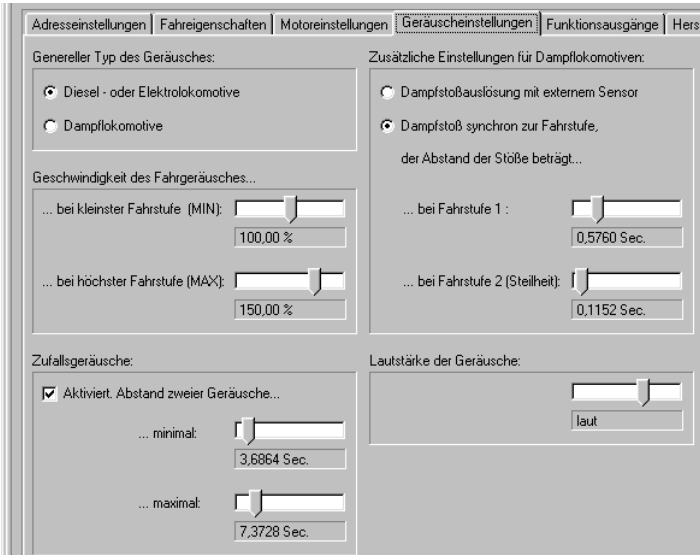 Adresseinstellungen Fahreigenschaften Motoreinstellungen Geräuscheinstellungen Funktionsausgänge Hers
Genereller Typ des Geräusches:
Diesel - oder Elektrolokomotive
Dampflokomotive
Geschwindigkeit des Fahrgeräusches...
... bei kleinster Fahrstufe (MIN):
100,00 %
... bei höchster Fahrstufe (MAX):
150,00 %
Zufallsgeräusche:
Aktiviert. Abstand zweier Geräusche...
... minimal:
3,6864 Sec.
... maximal:
7,3728 Sec.
Zusätzliche Einstellungen für Dampflokomotiven:
Dampfstoßauslösung mit externem Sensor
Dampfstoß synchron zur Fahrstufe,
der Abstand der Stöße beträgt...
... bei Fahrstufe 1 :
0,5760 Sec.
... bei Fahrstufe 2 (Steilheit):
0,1152 Sec.
Lautstärke der Geräusche:
laut